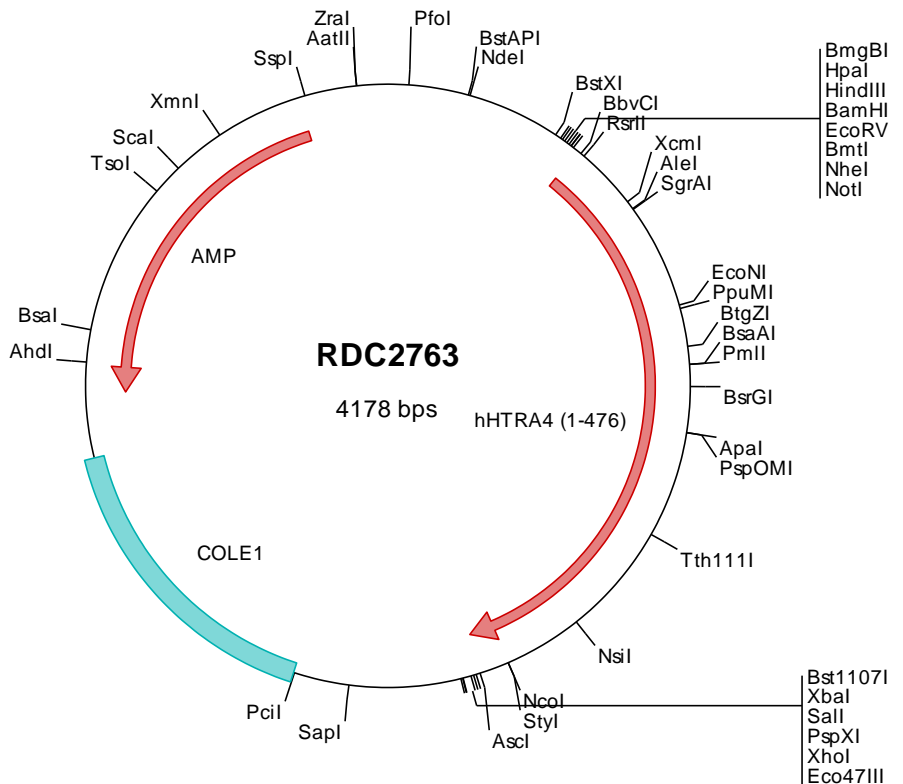 ZraI
AatII
PfoI
SspI
BstAPI
NdeI
XmnI
ScaI
TsoI
BstXI
BbvCI
RsrII
BmgBI
HpaI
HindIII
BamHI
EcoRV
BmtI
NheI
NotI
XcmI
AleI
SgrAI
AMP
EcoNI
PpuMI
BtgZI
BsaAI
PmlI
BsaI
AhdI
RDC2763
4178 bps
hHTRA4 (1-476)
BsrGI
ApaI
PspOMI
COLE1
Tth111I
NsiI
PciI
SapI
NcoI
StyI
AscI
Bst1107I
XbaI
SalI
PspXI
XhoI
Eco47III